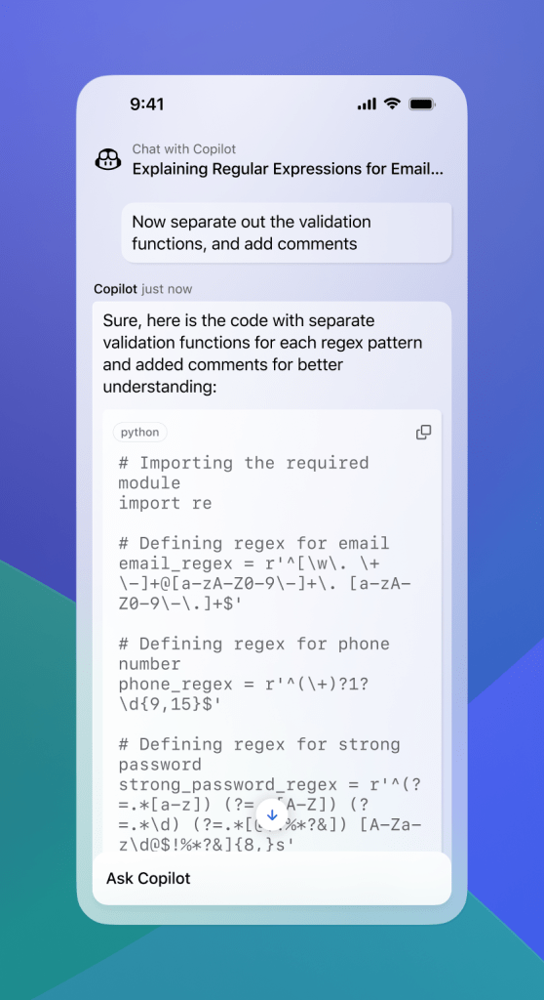 9:41
Chat with Copilot
Explaining Regular Expressions for Email...
Now separate out the validation
functions, and add comments
Copilot just now
Sure, here is the code with separate
validation functions for each regex pattern
and added comments for better
understanding:
python
# Importing the required
module
import re
# Defining regex for email
email_regex = r'^[\w\. \+
\-]+@[a-zA-Z0-9\-]+\. [a-zA-
Z0-9\-\.]+$'
# Defining regex for phone
number
phone_regex = r'^(\+)?1?
\d{9,15}$'
# Defining regex for strong
password
strong_password_regex = r'^(?
=.*[a-z]) (?= A-Z]) (?
=.*\d) (?=.*[ %*?&]) [A-Za-
z\d@$!%*?&]{8,}s'
Ask Copilot